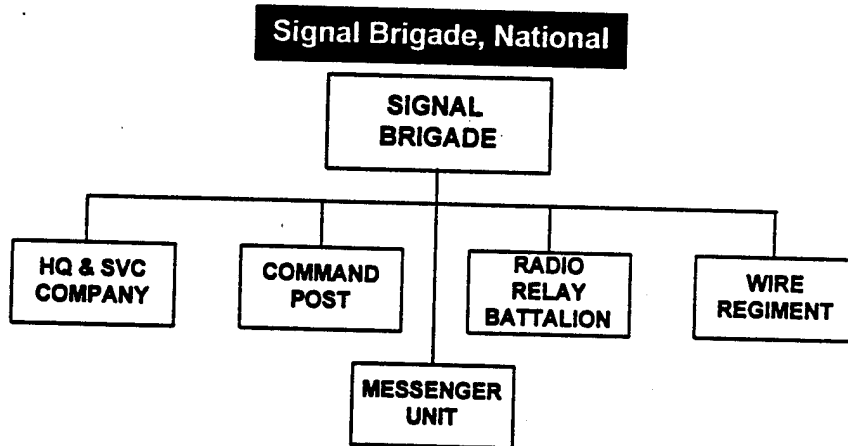 Signal Brigade, National
SIGNAL
BRIGADE
HQ & SVC
COMPANY
COMMAND
POST
RADIO
RELAY
BATTALION
WIRE
REGIMENT
MESSENGER
UNIT